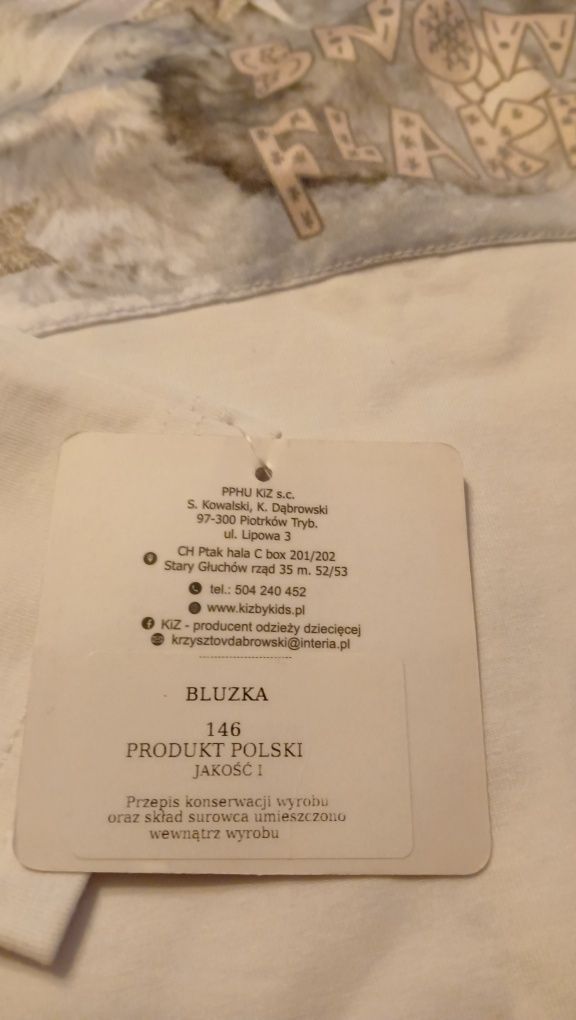 SNOW
FLAKE
PPHU KiZ s.c.
S. Kowalski, K. Dąbrowski
97-300 Piotrków Tryb.
ul. Lipowa 3
CH Ptak hala C box 201/202
Stary Głuchów rząd 35 m. 52/53
tel.: 504 240 452
www.kizbykids.pl
KiZ - producent odzieży dziecięcej
krzysztovdabrowski@interia.pl
BLUZKA
146
PRODUKT POLSKI
JAKOŚĆ I
Przepis konserwacji wyrobu
oraz skład surowca umieszczono
wewnątrz wyrobu